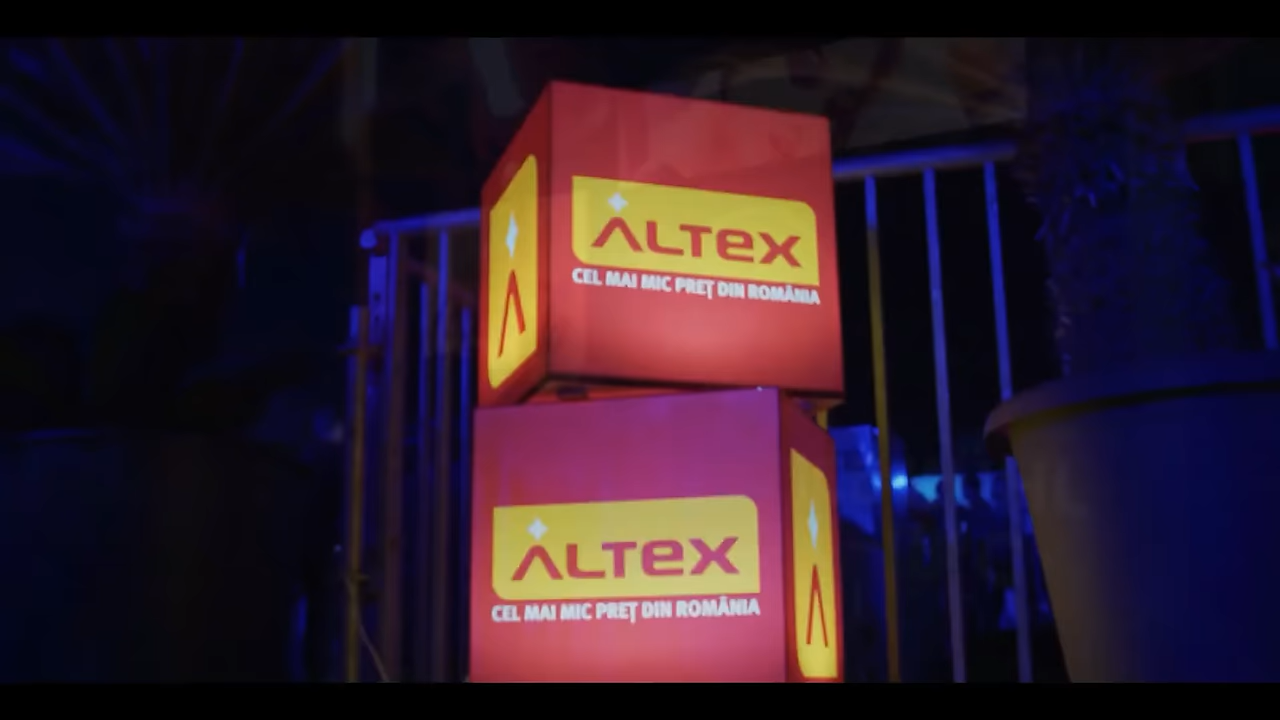 ALTEX
CEL MAI MIC PREȚ DIN ROMÂNIA
A
ALTEX
CEL MAI MIC PREȚ DIN ROMÂNIA
A